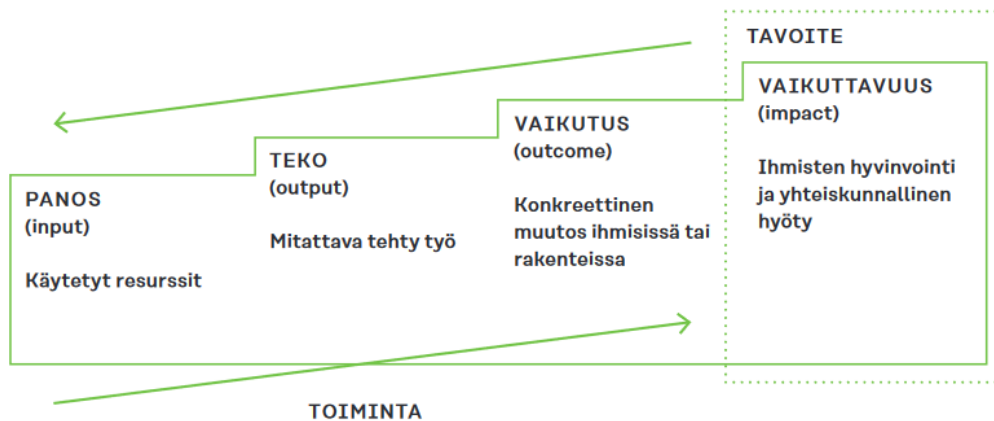 TAVOITE
VAIKUTTAVUUS
(impact)
Ihmisten hyvinvointi
ja yhteiskunnallinen
hyöty
VAIKUTUS
(outcome)
Konkreettinen
muutos ihmisissä tai
rakenteissa
TEKO
(output)
Mitattava tehty työ
PANOS
(input)
Käytetyt resurssit
TOIMINTA